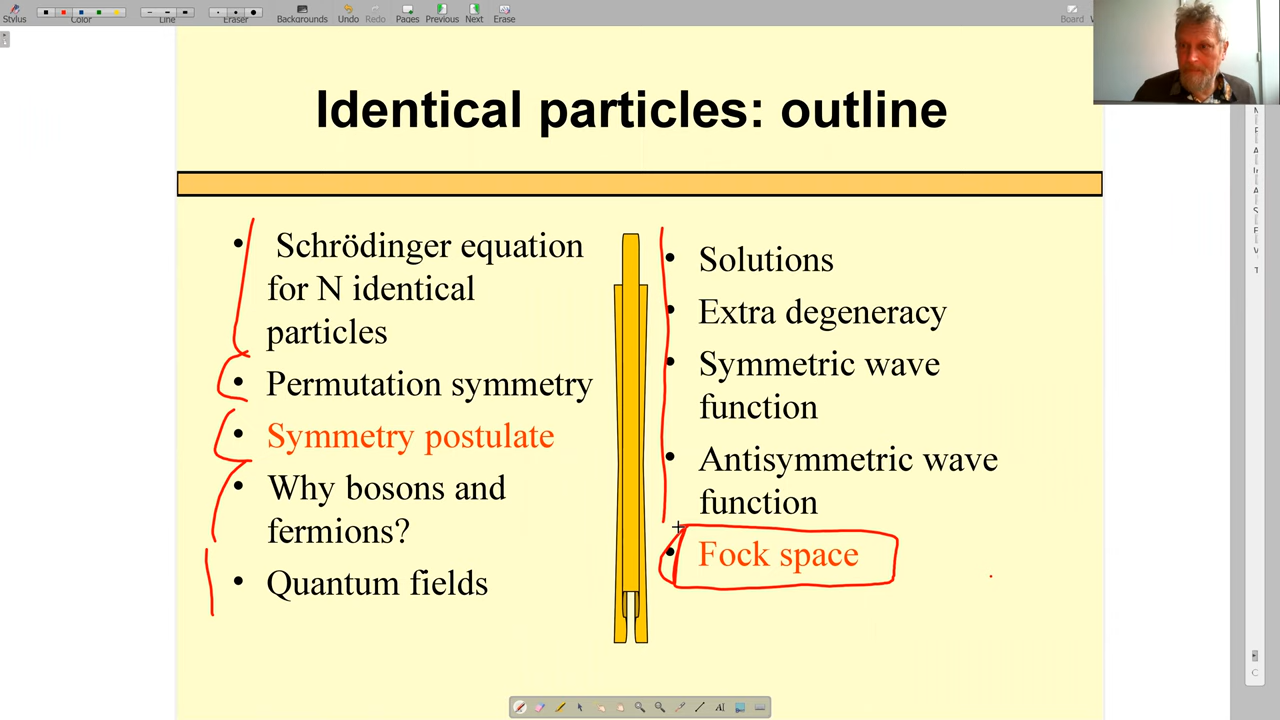 Stylus
Color
Line
Eraser
Backgrounds
Undo
Redo
Pages
Previous
Next
Erase
Board
Identical particles: outline
• Schrödinger equation
for N identical
particles
• Permutation symmetry
• Symmetry postulate
• Why bosons and
fermions?
• Quantum fields
• Solutions
• Extra degeneracy
• Symmetric wave
function
• Antisymmetric wave
function
• Fock space